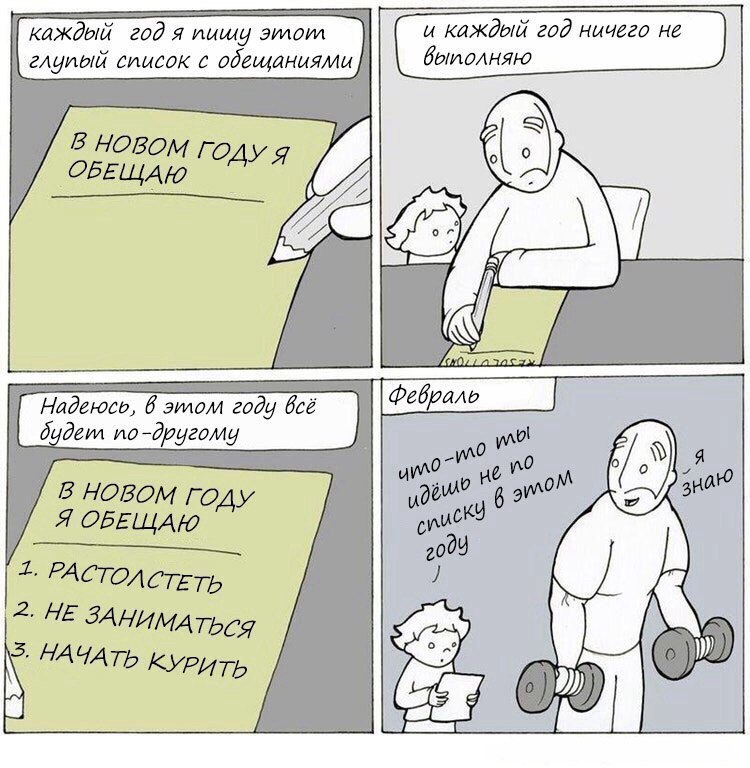 каждый год я пишу этот
глупый список с обещаниями
В НОВОМ ГОДУ Я
ОБЕЩАЮ
и каждый год ничего не
выполняю
RESOLUTIONS
Надеюсь, в этом году всё
будет по-другому
В НОВОМ ГОДУ
Я ОБЕЩАЮ
1. РАСТОЛСТЕТЬ
2. НЕ ЗАНИМАТЬСЯ
3. НАЧАТЬ КУРИТЬ
Февраль
что-то ты
идёшь не по
списку в этом
году
я
знаю